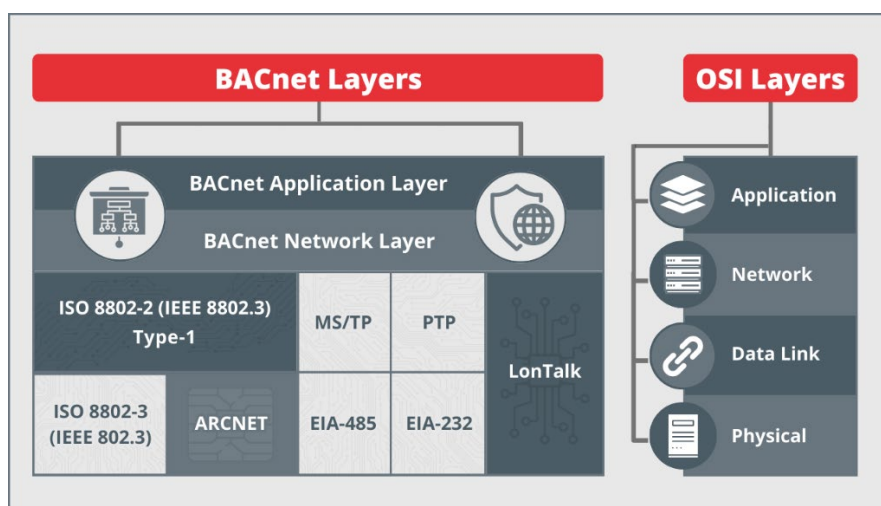 BACnet Layers
OSI Layers
BACnet Application Layer
BACnet Network Layer
ISO 8802-2 (IEEE 8802.3)
Type-1
MS/TP
PTP
LonTalk
ISO 8802-3
(IEEE 802.3)
ARCNET
EIA-485
EIA-232
Application
Network
Data Link
Physical